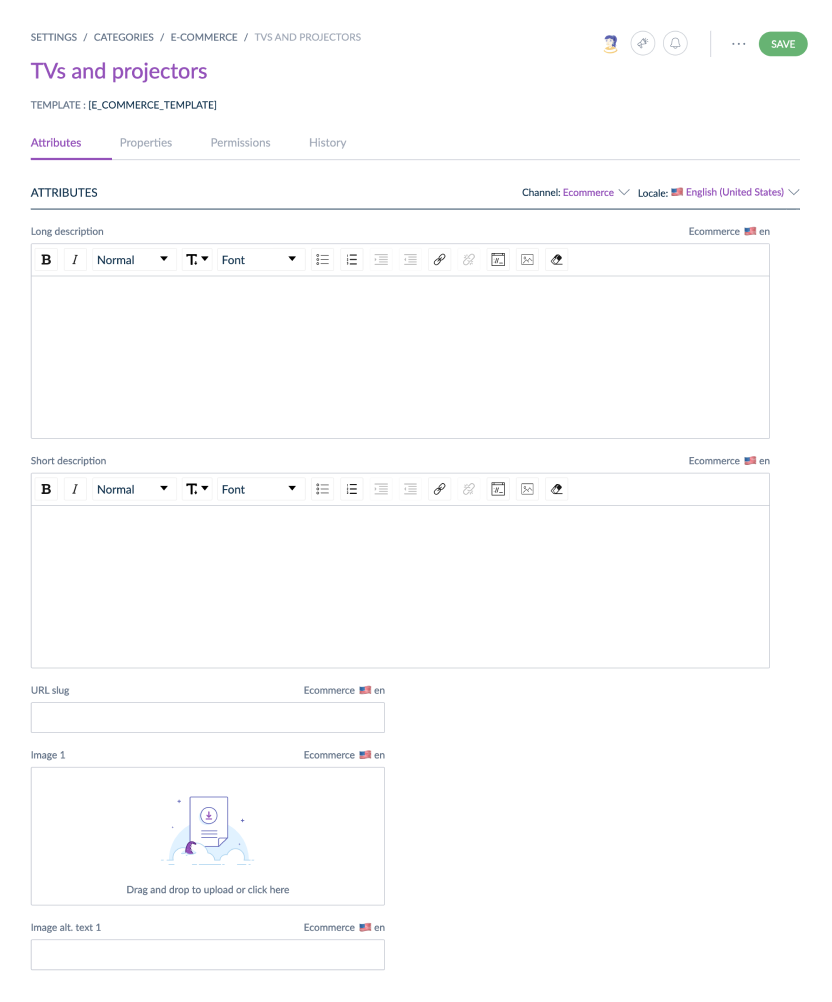 SETTINGS / CATEGORIES / E-COMMERCE / TVS AND PROJECTORS
... SAVE
TVs and projectors
TEMPLATE : [E_COMMERCE_TEMPLATE]
Attributes Properties Permissions History
ATTRIBUTES Channel: Ecommerce Locale: English (United States)
Long description Ecommerce en
B I Normal T. Font
Short description Ecommerce en
B I Normal T. Font
URL slug Ecommerce en
Image 1 Ecommerce en
Drag and drop to upload or click here
Image alt. text 1 Ecommerce en